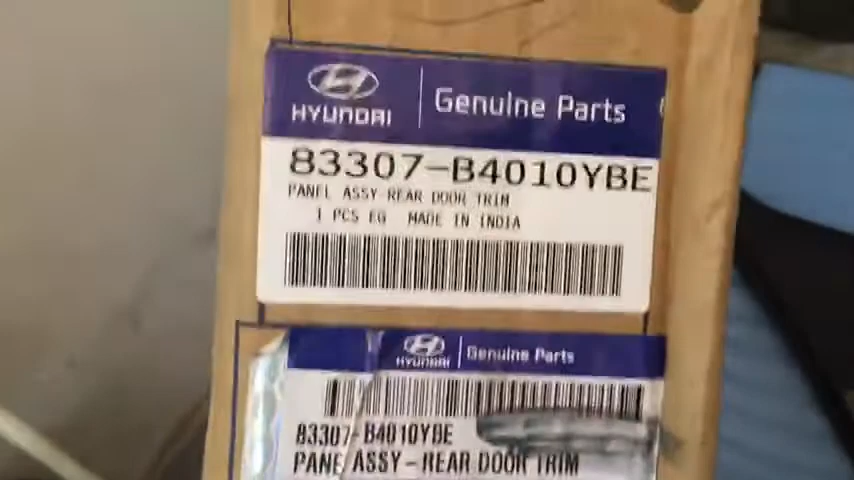 HYUNDAI Genuine Parts
83307-B4010YBE
PANEL ASSY-REAR DOOR TRIM
1 PCS EG MADE IN INDIA
HYUNDAI Genuine Parts
83307-B4010YBE
PANE ASSY-REAR DOOR TRIM